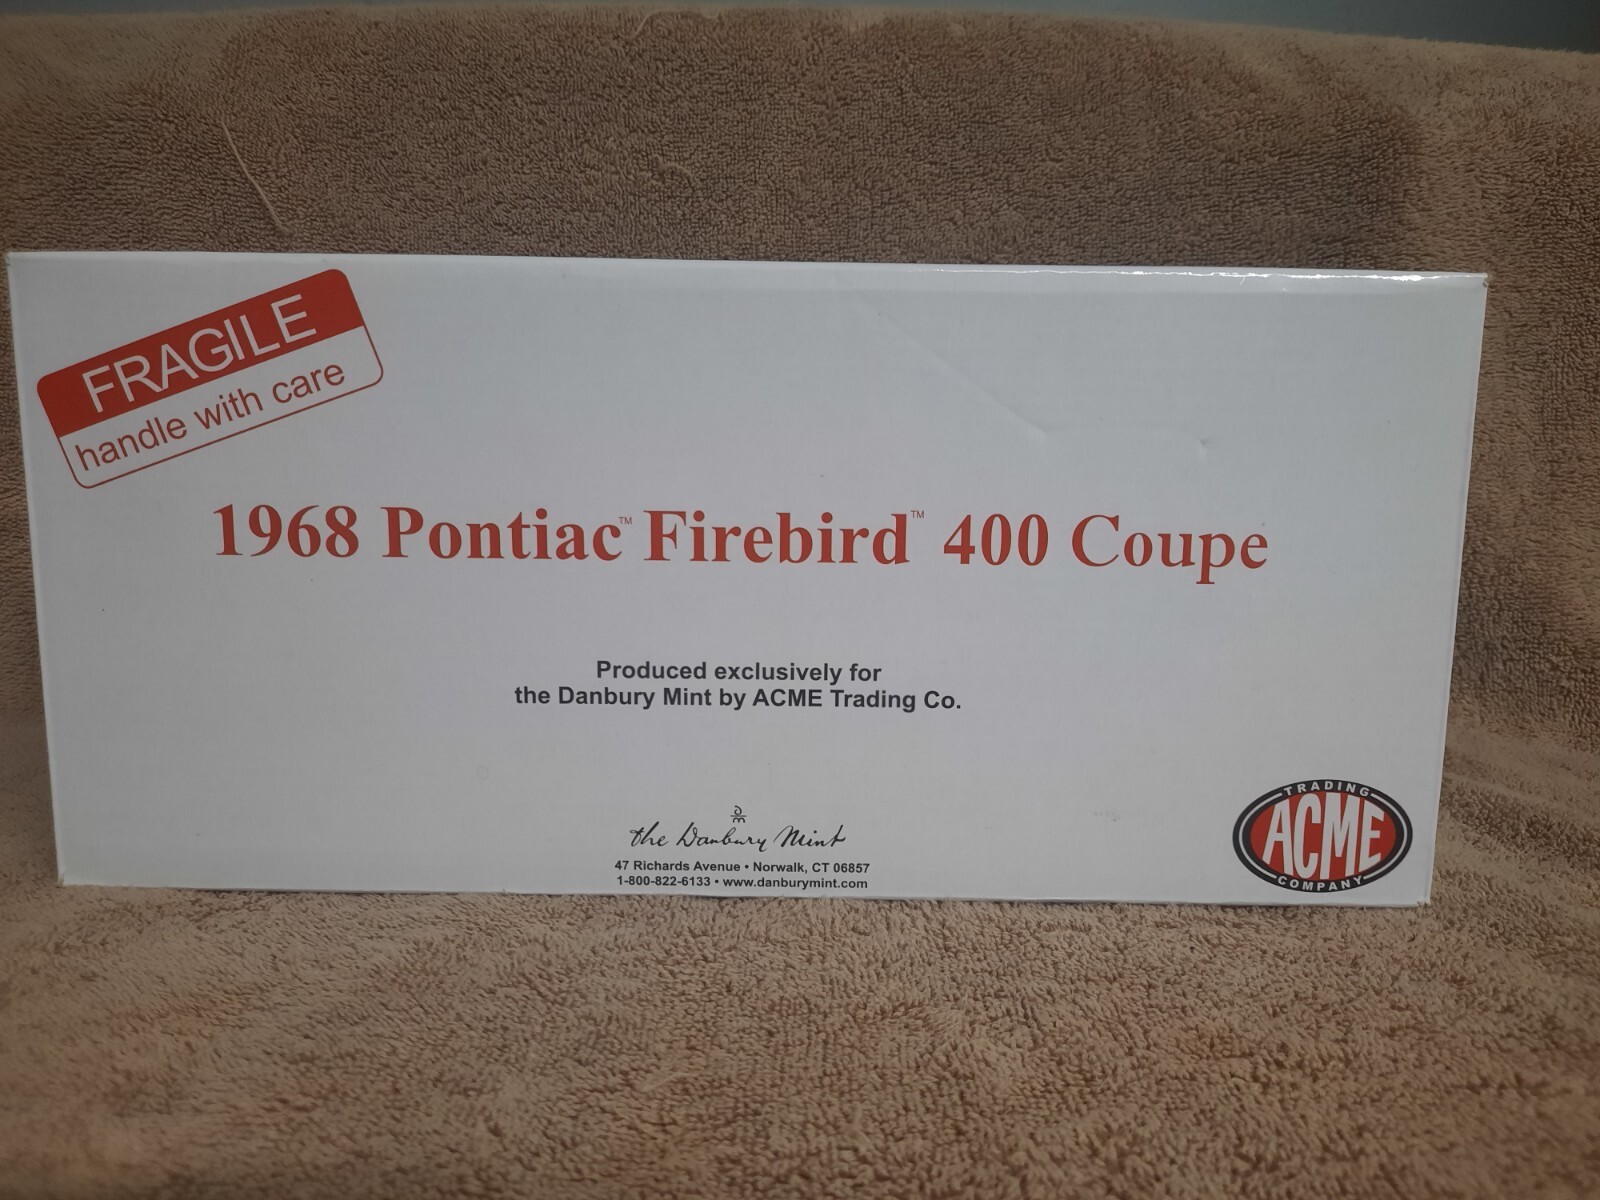 FRAGILE
handle with care
1968 Pontiac™ Firebird™ 400 Coupe
Produced exclusively for
the Danbury Mint by ACME Trading Co.
DM
the Danbury Mint
47 Richards Avenue • Norwalk, CT 06857
1-800-822-6133 • www.danburymint.com
TRADING
ACME
COMPANY